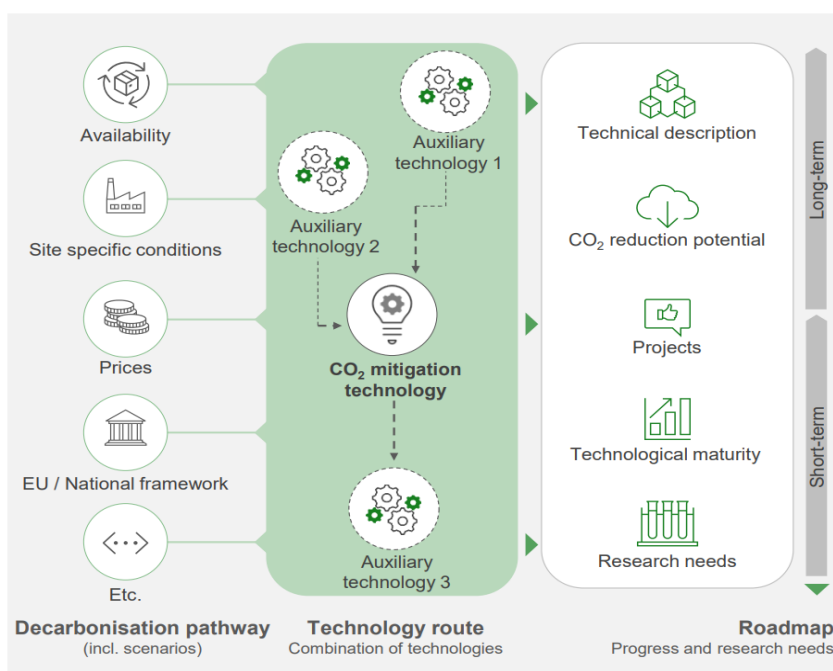 Availability
Site specific conditions
Prices
EU / National framework
Etc.
Decarbonisation pathway
(incl. scenarios)
Auxiliary
technology 1
Auxiliary
technology 2
CO₂ mitigation
technology
Auxiliary
technology 3
Technology route
Combination of technologies
Technical description
CO₂ reduction potential
Projects
Technological maturity
Research needs
Roadmap
Progress and research needs
Long-term
Short-term